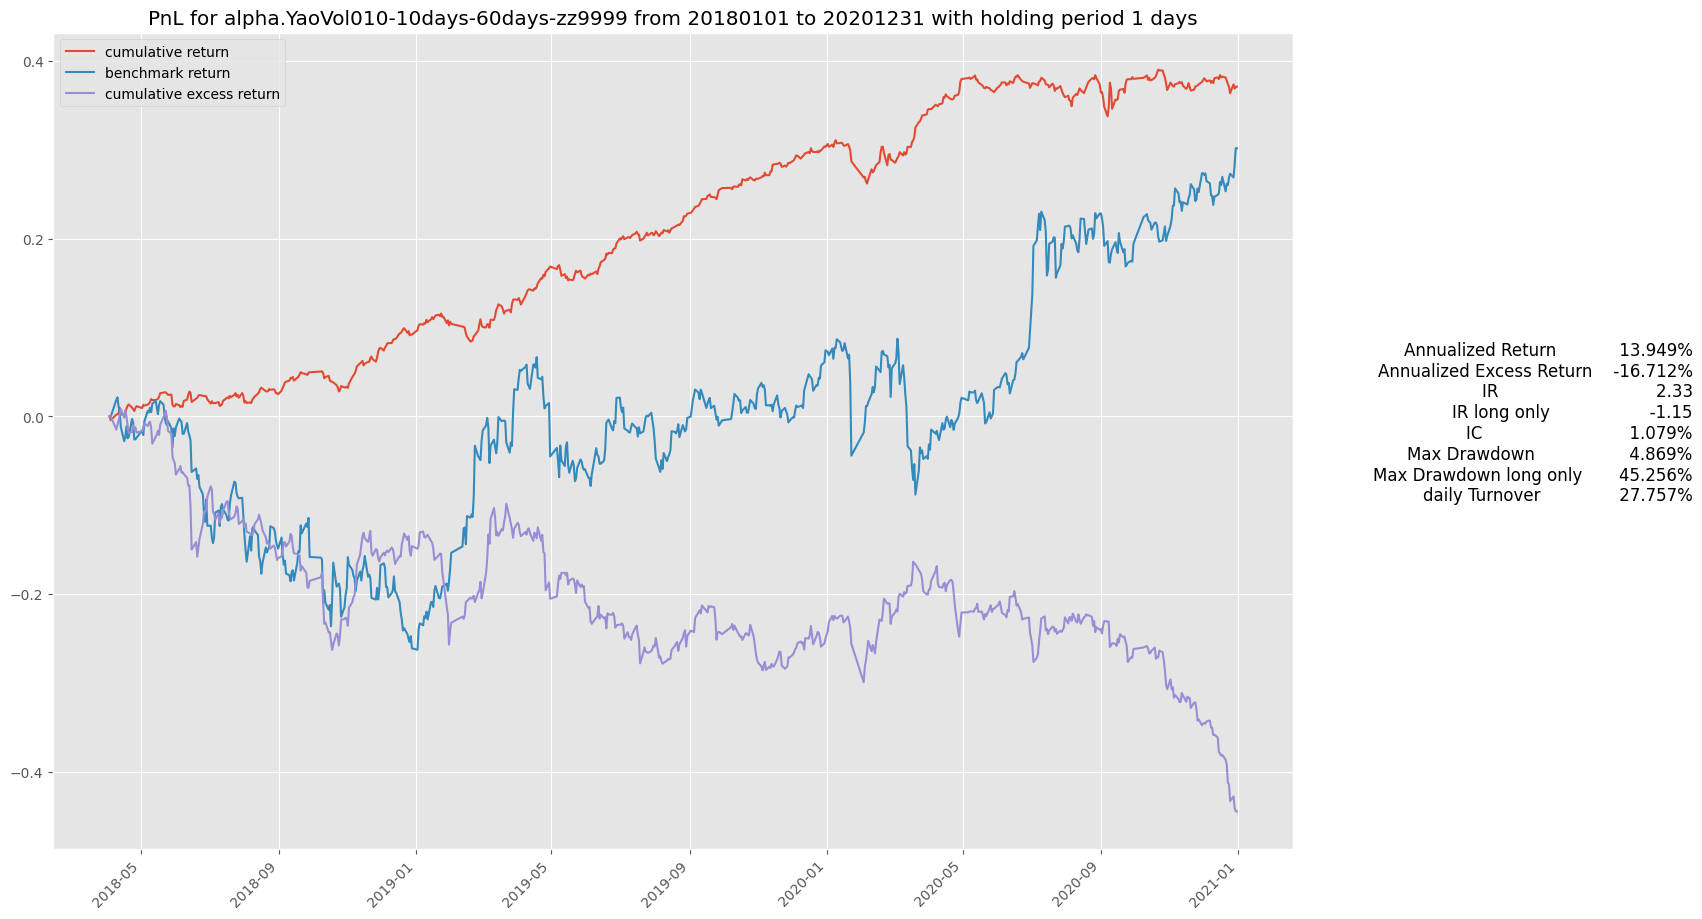 PnL for alpha.YaoVol010-10days-60days-zz9999 from 20180101 to 20201231 with holding period 1 days
cumulative return
benchmark return
cumulative excess return
0.4
0.2
0.0
−0.2
−0.4
2018-05
2018-09
2019-01
2019-05
2019-09
2020-01
2020-05
2020-09
2021-01
Annualized Return 13.949%
Annualized Excess Return -16.712%
IR 2.33
IR long only -1.15
IC 1.079%
Max Drawdown 4.869%
Max Drawdown long only 45.256%
daily Turnover 27.757%